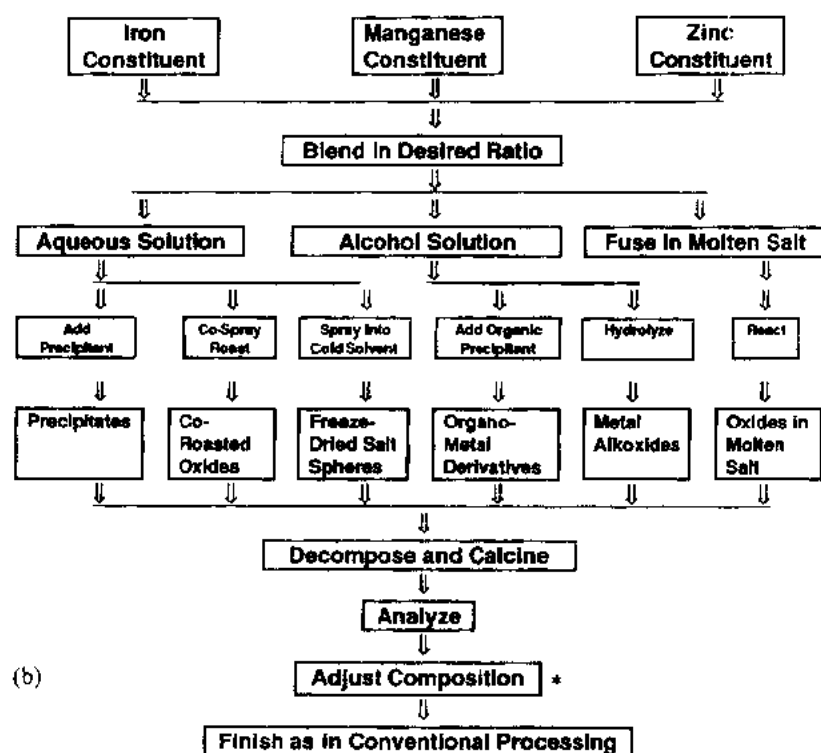 Iron
Constituent
Manganese
Constituent
Zinc
Constituent
Blend in Desired Ratio
Aqueous Solution
Alcohol Solution
Fuse in Molten Salt
Add
Precipitant
Co-Spray
Roast
Spray Into
Cold Solvent
Add Organic
Precipitant
Hydrolyze
React
Precipitates
Co-
Roasted
Oxides
Freeze-
Dried Salt
Spheres
Organo-
Metal
Derivatives
Metal
Alkoxides
Oxides in
Molten
Salt
Decompose and Calcine
Analyze
(b)
Adjust Composition *
Finish as in Conventional Processing